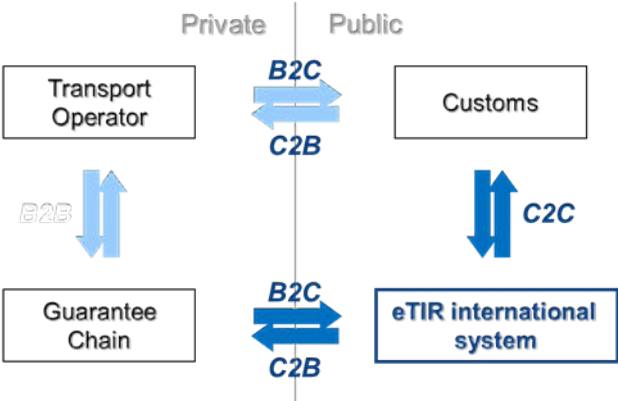 Private Public
B2C
Transport
Operator
Customs
C2B
B2B
C2C
B2C
Guarantee
Chain
eTIR international
system
C2B